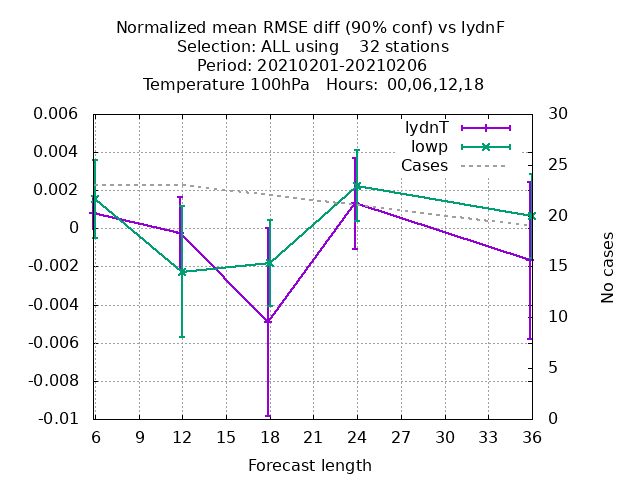 Normalized mean RMSE diff (90% conf) vs lydnF
Selection: ALL using    32 stations
Period: 20210201-20210206
Temperature 100hPa   Hours: 00,06,12,18
lydnT
lowp
Cases
0.006
0.004
0.002
0
-0.002
-0.004
-0.006
-0.008
-0.01
30
25
20
15
10
5
0
No cases
6 9 12 15 18 21 24 27 30 33 36
Forecast length